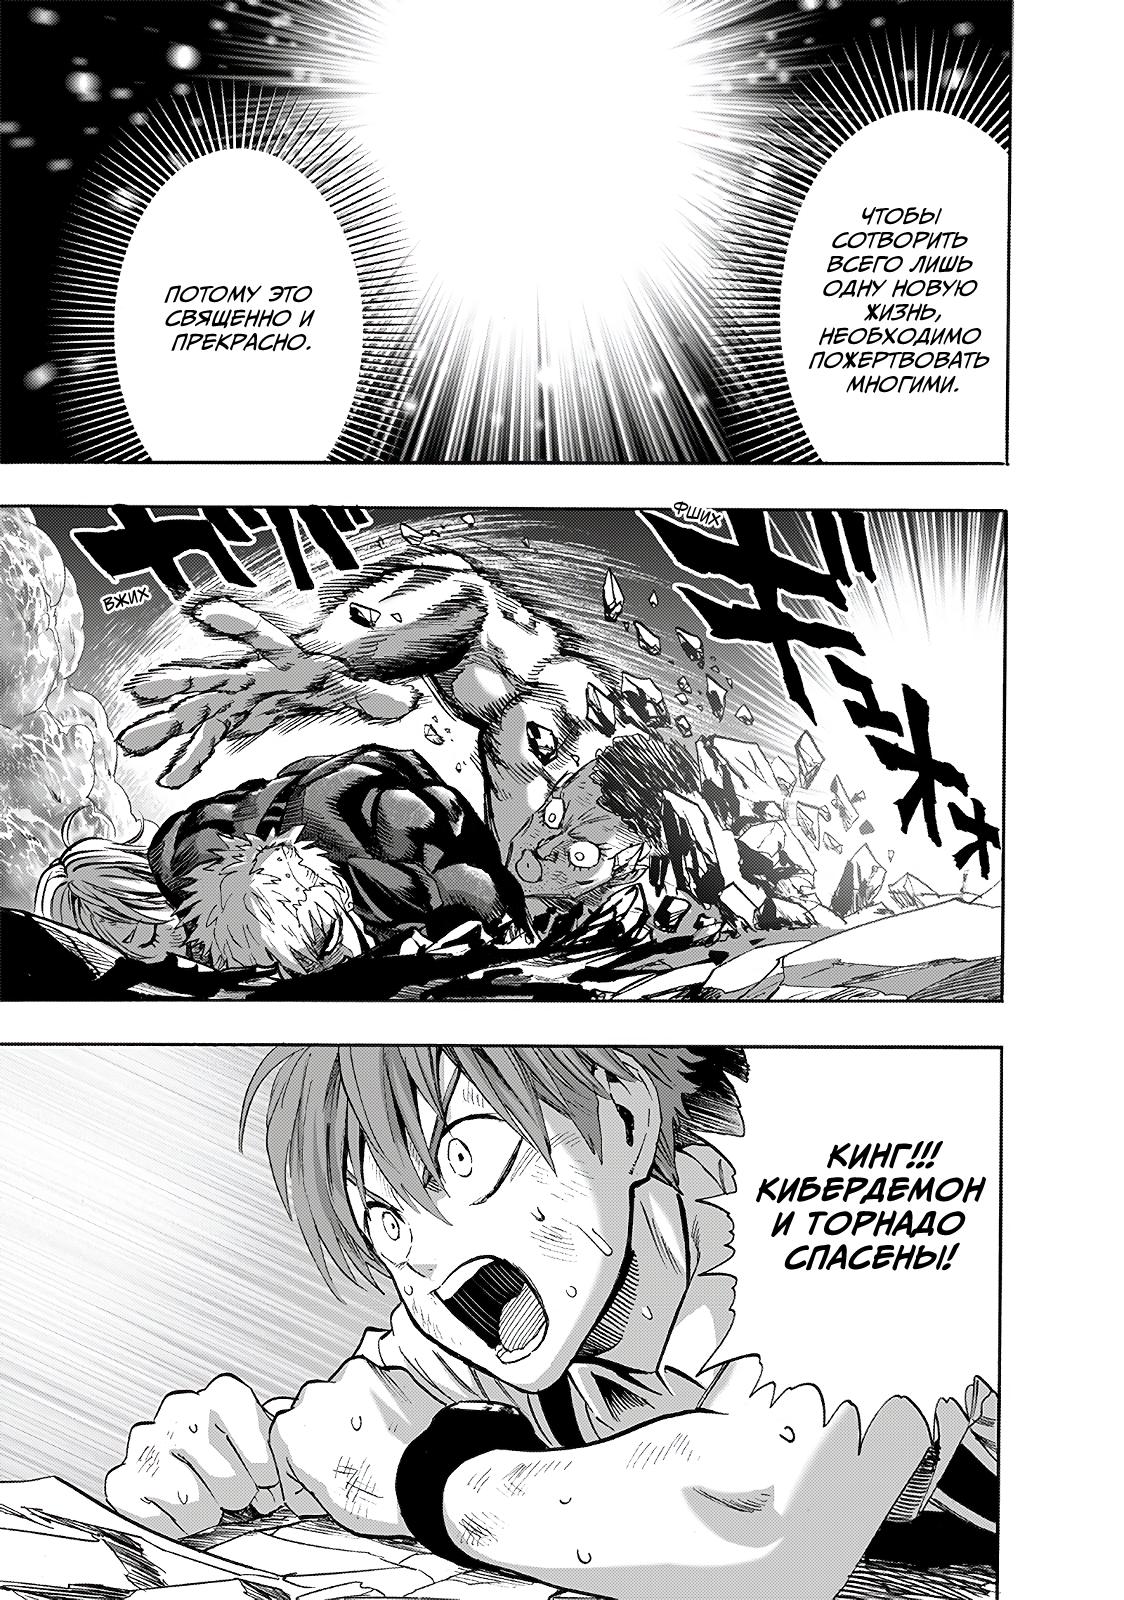 ЧТОБЫ
СОТВОРИТЬ
ВСЕГО ЛИШЬ
ОДНУ НОВУЮ
ЖИЗНЬ,
НЕОБХОДИМО
ПОЖЕРТВОВАТЬ
МНОГИМИ.
ПОТОМУ ЭТО
СВЯЩЕННО И
ПРЕКРАСНО.
ФШИХ
ВЖИХ
КИНГ!!!
КИБЕРДЕМОН
И ТОРНАДО
СПАСЕНЫ!